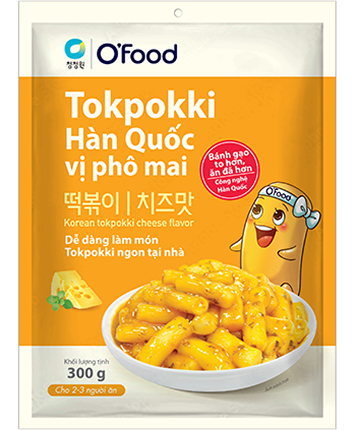 청정원
O'Food
Tokpokki
Hàn Quốc
vị phô mai
Bánh gạo
to hơn,
ăn đã hơn
Công nghệ
Hàn Quốc
O'Food
떡볶이 | 치즈맛
Korean tokpokki cheese flavor
Dễ dàng làm món
Tokpokki ngon tại nhà
Khối lượng tịnh
300 g
Cho 2-3 người ăn